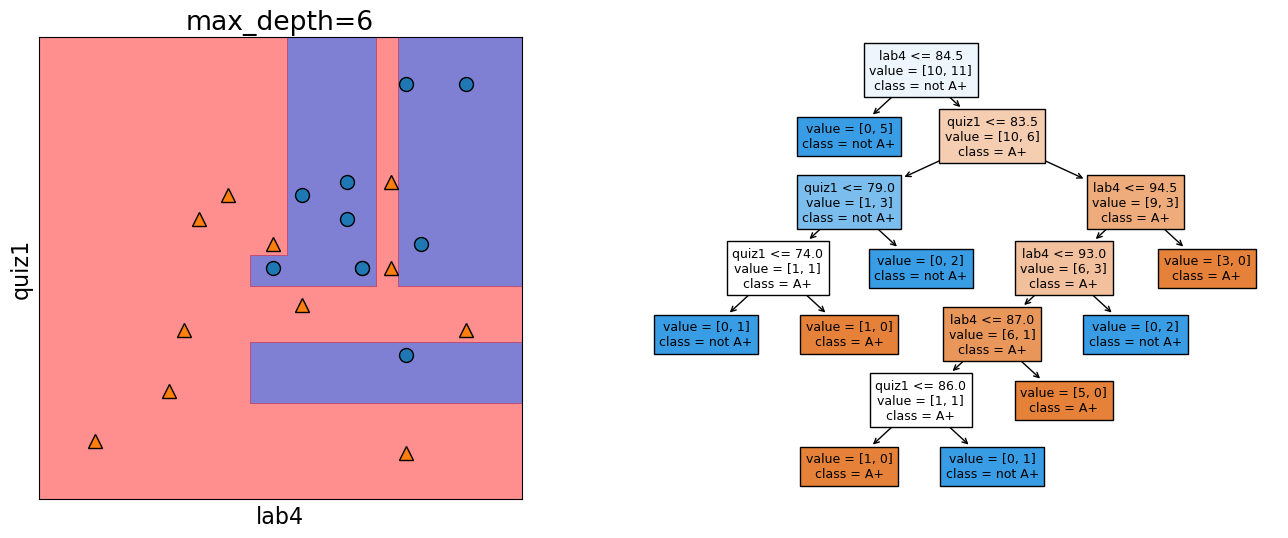 max_depth=6
quiz1
lab4
lab4 <= 84.5
value = [10, 11]
class = not A+
value = [0, 5]
class = not A+
quiz1 <= 83.5
value = [10, 6]
class = A+
quiz1 <= 79.0
value = [1, 3]
class = not A+
lab4 <= 94.5
value = [9, 3]
class = A+
quiz1 <= 74.0
value = [1, 1]
class = A+
value = [0, 2]
class = not A+
lab4 <= 93.0
value = [6, 3]
class = A+
value = [3, 0]
class = A+
value = [0, 1]
class = not A+
value = [1, 0]
class = A+
lab4 <= 87.0
value = [6, 1]
class = A+
value = [0, 2]
class = not A+
quiz1 <= 86.0
value = [1, 1]
class = A+
value = [5, 0]
class = A+
value = [1, 0]
class = A+
value = [0, 1]
class = not A+